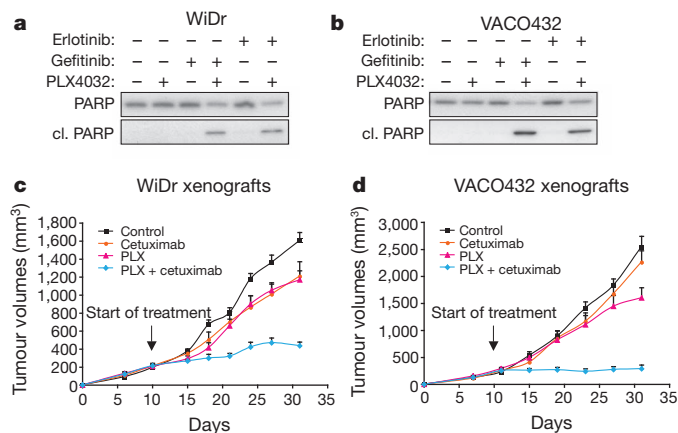 a WiDr
Erlotinib: – – – – + +
Gefitinib: – – + + – –
PLX4032: – + – + – +
PARP
cl. PARP
b VACO432
Erlotinib: – – – – + +
Gefitinib: – – + + – –
PLX4032: – + – + – +
PARP
cl. PARP
c WiDr xenografts
Tumour volumes (mm³)
1,800
1,600
1,400
1,200
1,000
800
600
400
200
0
Control
Cetuximab
PLX
PLX + cetuximab
Start of treatment
0 5 10 15 20 25 30 35
Days
d VACO432 xenografts
Tumour volumes (mm³)
3,000
2,500
2,000
1,500
1,000
500
0
Control
Cetuximab
PLX
PLX + cetuximab
Start of treatment
0 5 10 15 20 25 30 35
Days